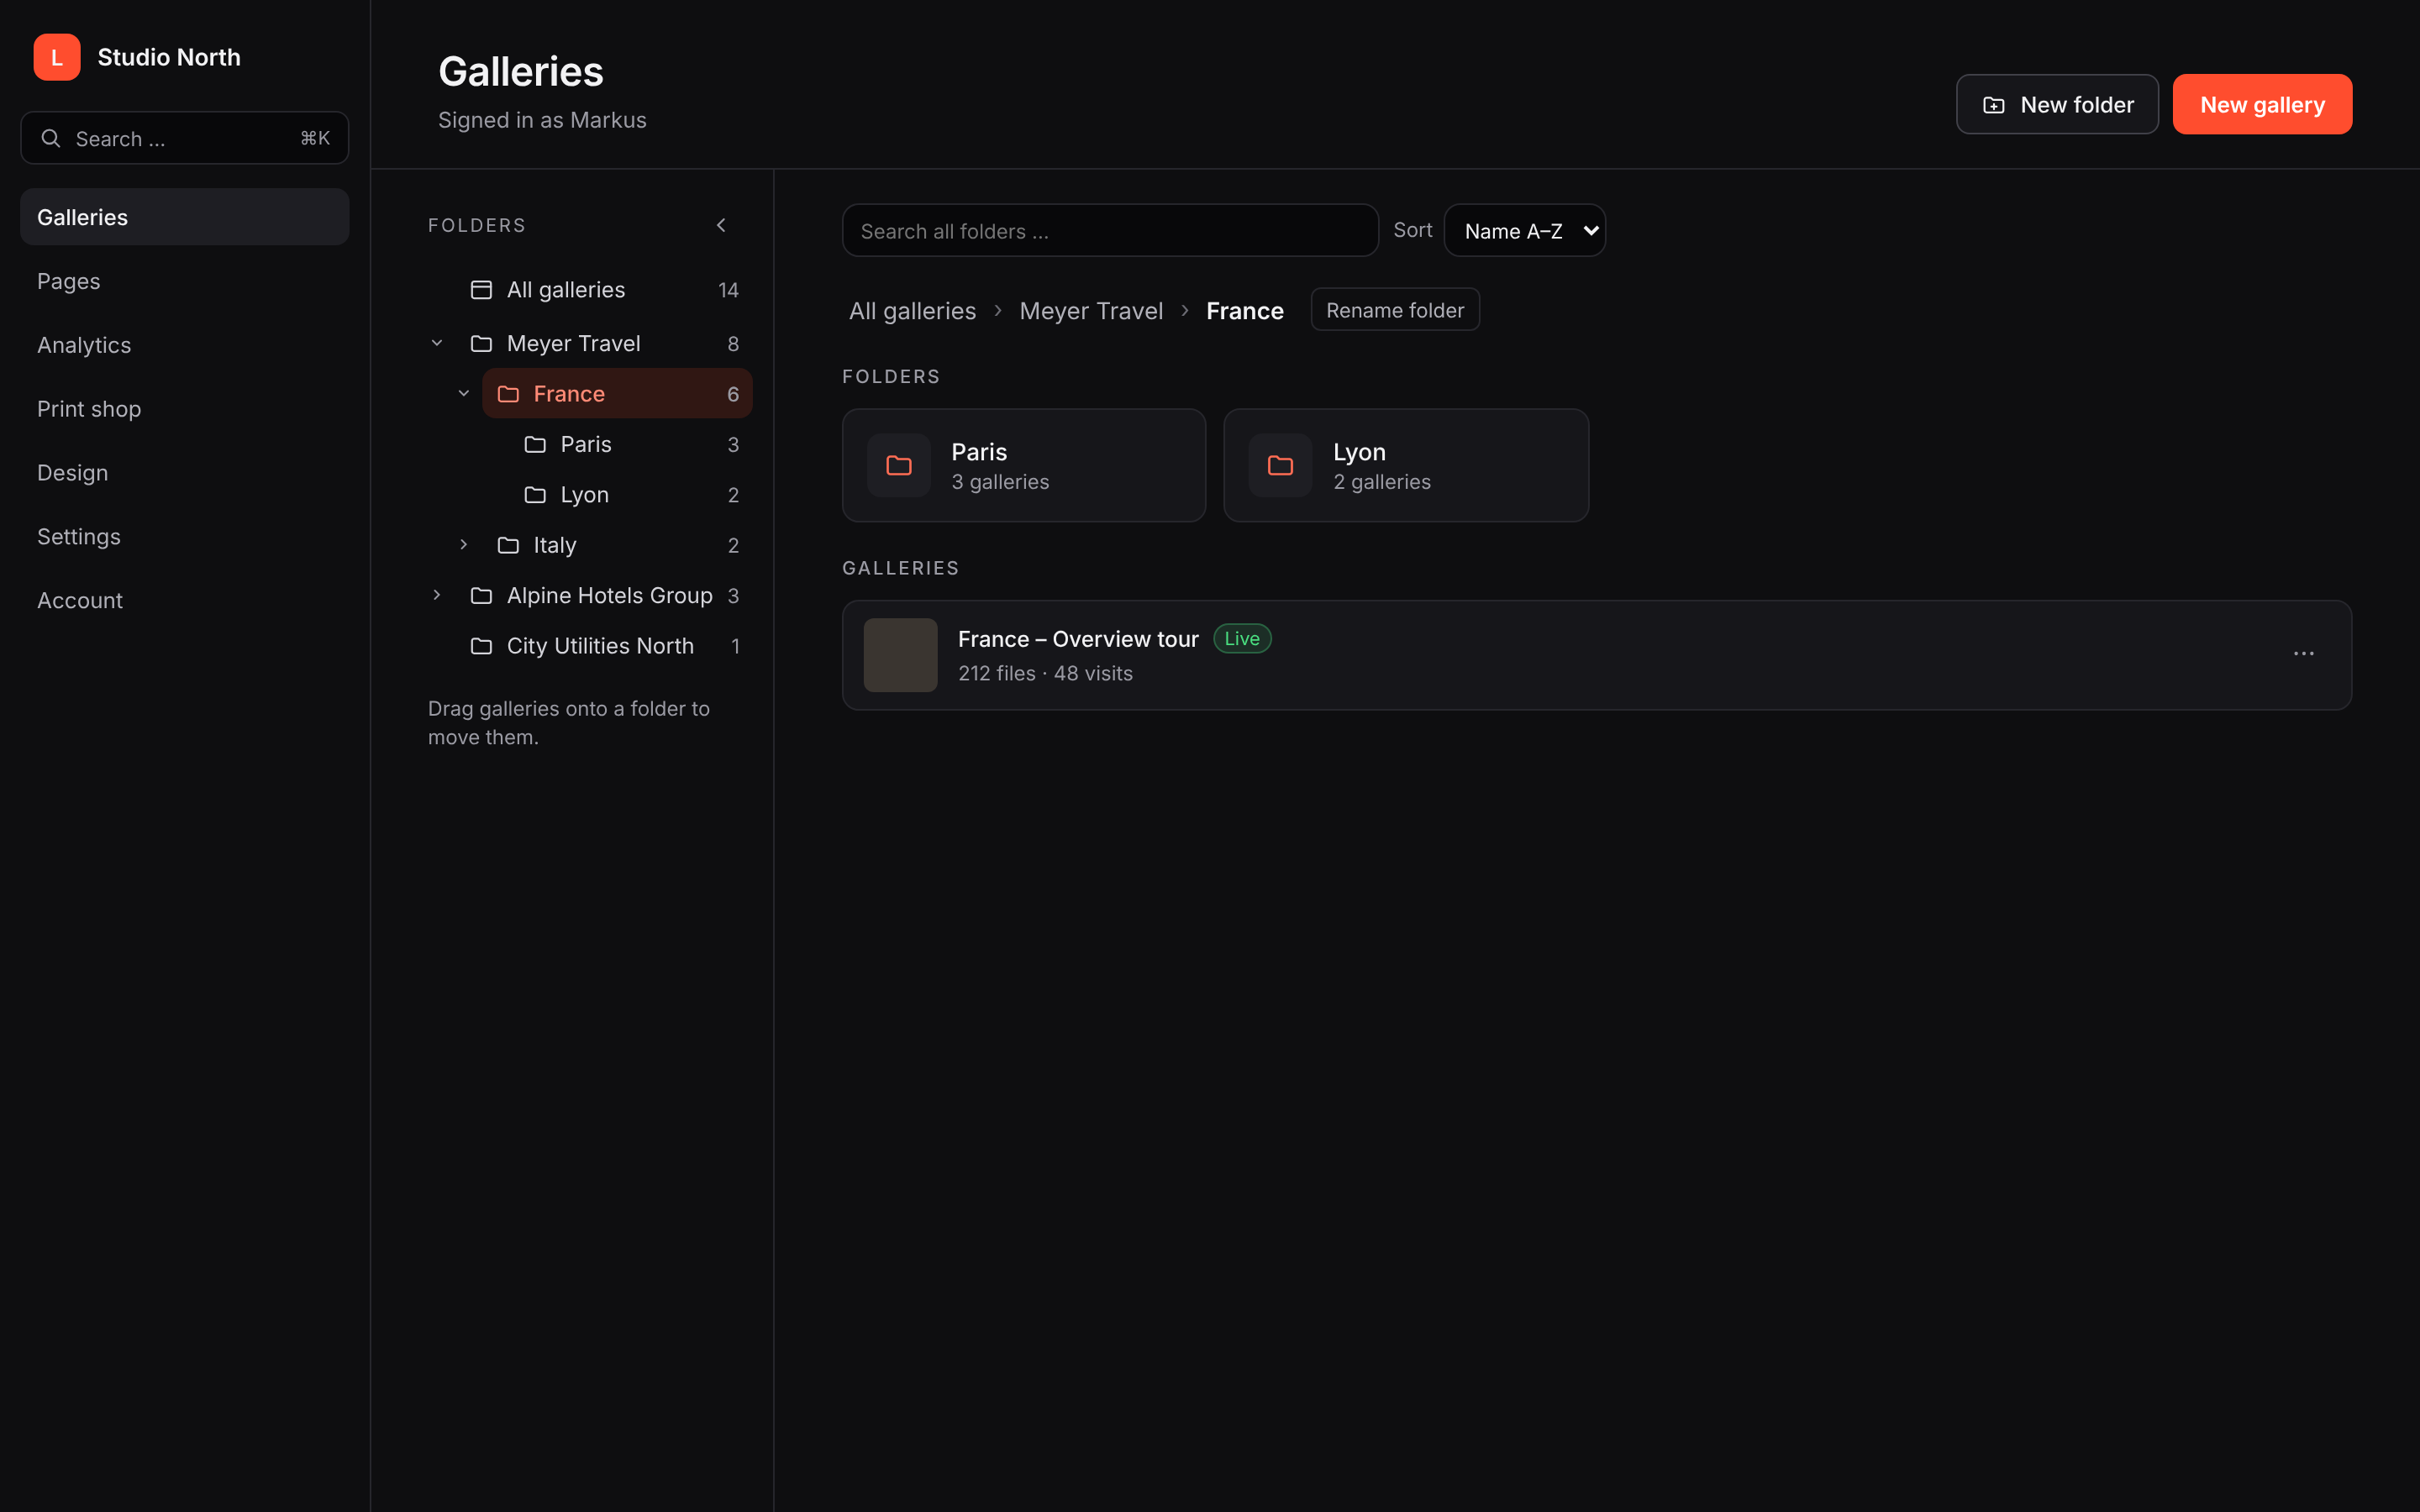 L Studio North
Search ... ⌘K
Galleries
Pages
Analytics
Print shop
Design
Settings
Account
Galleries
Signed in as Markus
New folder
New gallery
FOLDERS
All galleries 14
Meyer Travel 8
France 6
Paris 3
Lyon 2
Italy 2
Alpine Hotels Group 3
City Utilities North 1
Drag galleries onto a folder to
move them.
Search all folders ...
Sort Name A–Z
All galleries › Meyer Travel › France Rename folder
FOLDERS
Paris
3 galleries
Lyon
2 galleries
GALLERIES
France – Overview tour Live
212 files · 48 visits